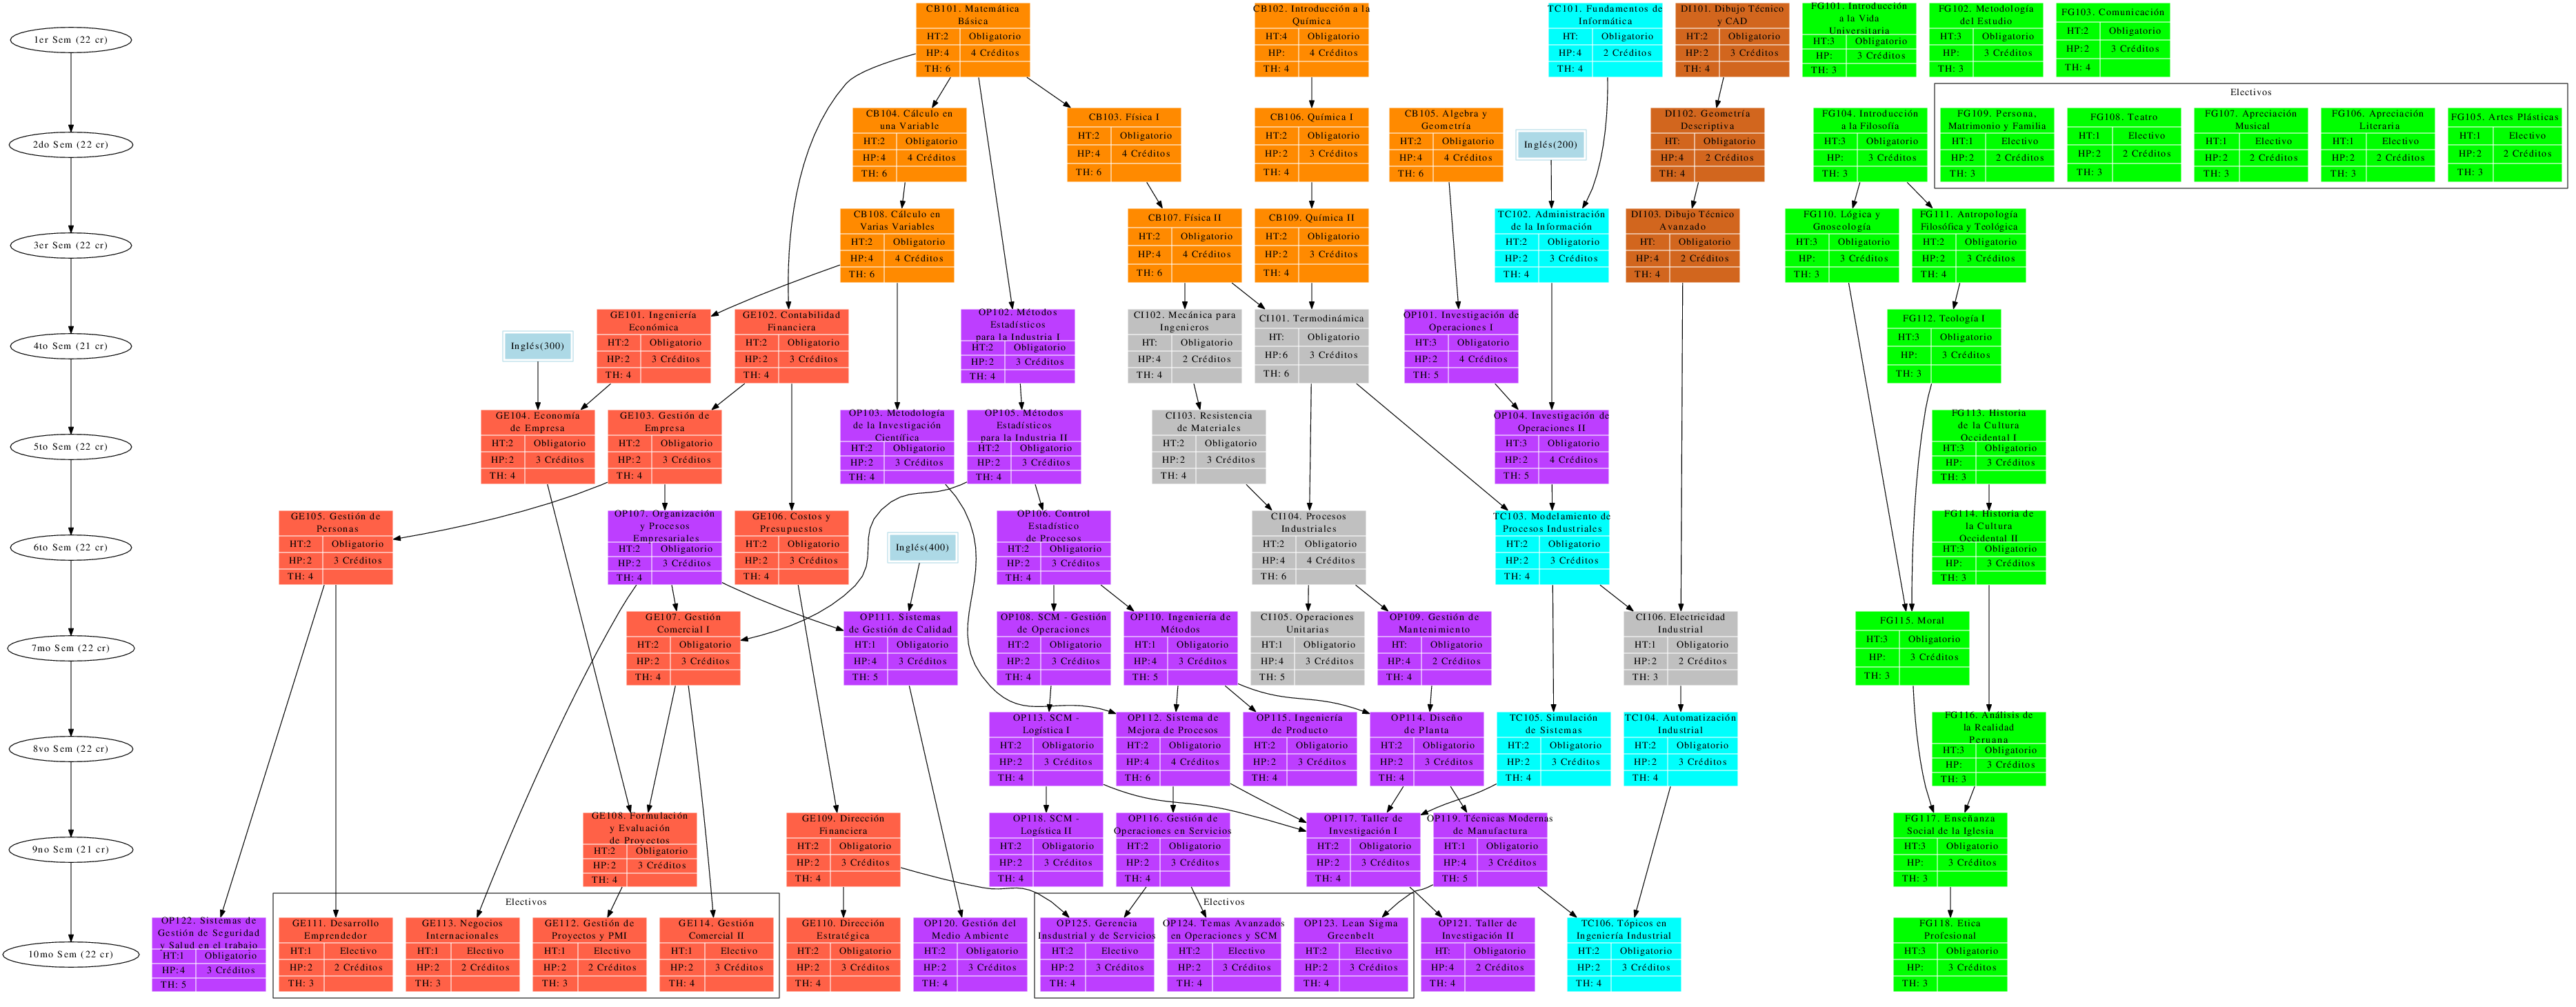 1er Sem (22 cr)
CB101. Matemática
Básica
HT:2 Obligatorio
HP:4 4 Créditos
TH: 6
CB102. Introducción a la
Química
HT:4 Obligatorio
HP: 4 Créditos
TH: 4
TC101. Fundamentos de
Informática
HT: Obligatorio
HP:4 2 Créditos
TH: 4
DI101. Dibujo Técnico
y CAD
HT:2 Obligatorio
HP:2 3 Créditos
TH: 4
FG101. Introducción
a la Vida
Universitaria
HT:3 Obligatorio
HP: 3 Créditos
TH: 3
FG102. Metodología
del Estudio
HT:3 Obligatorio
HP: 3 Créditos
TH: 3
FG103. Comunicación
HT:2 Obligatorio
HP:2 3 Créditos
TH: 4
2do Sem (22 cr)
CB104. Cálculo en
una Variable
HT:2 Obligatorio
HP:4 4 Créditos
TH: 6
CB103. Física I
HT:2 Obligatorio
HP:4 4 Créditos
TH: 6
CB106. Química I
HT:2 Obligatorio
HP:2 3 Créditos
TH: 4
CB105. Algebra y
Geometría
HT:2 Obligatorio
HP:4 4 Créditos
TH: 6
Inglés(200)
DI102. Geometría
Descriptiva
HT: Obligatorio
HP:4 2 Créditos
TH: 4
FG104. Introducción
a la Filosofía
HT:3 Obligatorio
HP: 3 Créditos
TH: 3
Electivos
FG109. Persona,
Matrimonio y Familia
HT:1 Electivo
HP:2 2 Créditos
TH: 3
FG108. Teatro
HT:1 Electivo
HP:2 2 Créditos
TH: 3
FG107. Apreciación
Musical
HT:1 Electivo
HP:2 2 Créditos
TH: 3
FG106. Apreciación
Literaria
HT:1 Electivo
HP:2 2 Créditos
TH: 3
FG105. Artes Plásticas
HT:1 Electivo
HP:2 2 Créditos
TH: 3
3er Sem (22 cr)
CB108. Cálculo en
Varias Variables
HT:2 Obligatorio
HP:4 4 Créditos
TH: 6
CB107. Física II
HT:2 Obligatorio
HP:4 4 Créditos
TH: 6
CB109. Química II
HT:2 Obligatorio
HP:2 3 Créditos
TH: 4
TC102. Administración
de la Información
HT:2 Obligatorio
HP:2 3 Créditos
TH: 4
DI103. Dibujo Técnico
Avanzado
HT: Obligatorio
HP:4 2 Créditos
TH: 4
FG110. Lógica y
Gnoseología
HT:3 Obligatorio
HP: 3 Créditos
TH: 3
FG111. Antropología
Filosófica y Teológica
HT:2 Obligatorio
HP:2 3 Créditos
TH: 4
4to Sem (21 cr)
Inglés(300)
GE101. Ingeniería
Económica
HT:2 Obligatorio
HP:2 3 Créditos
TH: 4
GE102. Contabilidad
Financiera
HT:2 Obligatorio
HP:2 3 Créditos
TH: 4
OP102. Métodos
Estadísticos
para la Industria I
HT:2 Obligatorio
HP:2 3 Créditos
TH: 4
CI102. Mecánica para
Ingenieros
HT: Obligatorio
HP:4 2 Créditos
TH: 4
CI101. Termodinámica
HT: Obligatorio
HP:6 3 Créditos
TH: 6
OP101. Investigación de
Operaciones I
HT:3 Obligatorio
HP:2 4 Créditos
TH: 5
FG112. Teología I
HT:3 Obligatorio
HP: 3 Créditos
TH: 3
5to Sem (22 cr)
GE104. Economía
de Empresa
HT:2 Obligatorio
HP:2 3 Créditos
TH: 4
GE103. Gestión de
Empresa
HT:2 Obligatorio
HP:2 3 Créditos
TH: 4
OP103. Metodología
de la Investigación
Científica
HT:2 Obligatorio
HP:2 3 Créditos
TH: 4
OP105. Métodos
Estadísticos
para la Industria II
HT:2 Obligatorio
HP:2 3 Créditos
TH: 4
CI103. Resistencia
de Materiales
HT:2 Obligatorio
HP:2 3 Créditos
TH: 4
OP104. Investigación de
Operaciones II
HT:3 Obligatorio
HP:2 4 Créditos
TH: 5
FG113. Historia
de la Cultura
Occidental I
HT:3 Obligatorio
HP: 3 Créditos
TH: 3
6to Sem (22 cr)
GE105. Gestión de
Personas
HT:2 Obligatorio
HP:2 3 Créditos
TH: 4
OP107. Organización
y Procesos
Empresariales
HT:2 Obligatorio
HP:2 3 Créditos
TH: 4
GE106. Costos y
Presupuestos
HT:2 Obligatorio
HP:2 3 Créditos
TH: 4
Inglés(400)
OP106. Control
Estadístico
de Procesos
HT:2 Obligatorio
HP:2 3 Créditos
TH: 4
CI104. Procesos
Industriales
HT:2 Obligatorio
HP:4 4 Créditos
TH: 6
TC103. Modelamiento de
Procesos Industriales
HT:2 Obligatorio
HP:2 3 Créditos
TH: 4
FG114. Historia de
la Cultura
Occidental II
HT:3 Obligatorio
HP: 3 Créditos
TH: 3
7mo Sem (22 cr)
GE107. Gestión
Comercial I
HT:2 Obligatorio
HP:2 3 Créditos
TH: 4
OP111. Sistemas
de Gestión de Calidad
HT:1 Obligatorio
HP:4 3 Créditos
TH: 5
OP108. SCM - Gestión
de Operaciones
HT:2 Obligatorio
HP:2 3 Créditos
TH: 4
OP110. Ingeniería de
Métodos
HT:1 Obligatorio
HP:4 3 Créditos
TH: 5
CI105. Operaciones
Unitarias
HT:1 Obligatorio
HP:4 3 Créditos
TH: 5
OP109. Gestión de
Mantenimiento
HT: Obligatorio
HP:4 2 Créditos
TH: 4
CI106. Electricidad
Industrial
HT:1 Obligatorio
HP:2 2 Créditos
TH: 3
FG115. Moral
HT:3 Obligatorio
HP: 3 Créditos
TH: 3
8vo Sem (22 cr)
OP113. SCM -
Logística I
HT:2 Obligatorio
HP:2 3 Créditos
TH: 4
OP112. Sistema de
Mejora de Procesos
HT:2 Obligatorio
HP:4 4 Créditos
TH: 6
OP115. Ingeniería
de Producto
HT:2 Obligatorio
HP:2 3 Créditos
TH: 4
OP114. Diseño
de Planta
HT:2 Obligatorio
HP:2 3 Créditos
TH: 4
TC105. Simulación
de Sistemas
HT:2 Obligatorio
HP:2 3 Créditos
TH: 4
TC104. Automatización
Industrial
HT:2 Obligatorio
HP:2 3 Créditos
TH: 4
FG116. Análisis de
la Realidad
Peruana
HT:3 Obligatorio
HP: 3 Créditos
TH: 3
9no Sem (21 cr)
GE108. Formulación
y Evaluación
de Proyectos
HT:2 Obligatorio
HP:2 3 Créditos
TH: 4
GE109. Dirección
Financiera
HT:2 Obligatorio
HP:2 3 Créditos
TH: 4
OP118. SCM -
Logística II
HT:2 Obligatorio
HP:2 3 Créditos
TH: 4
OP116. Gestión de
Operaciones en Servicios
HT:2 Obligatorio
HP:2 3 Créditos
TH: 4
OP117. Taller de
Investigación I
HT:2 Obligatorio
HP:2 3 Créditos
TH: 4
OP119. Técnicas Modernas
de Manufactura
HT:1 Obligatorio
HP:4 3 Créditos
TH: 5
FG117. Enseñanza
Social de la Iglesia
HT:3 Obligatorio
HP: 3 Créditos
TH: 3
10mo Sem (22 cr)
OP122. Sistemas de
Gestión de Seguridad
y Salud en el trabajo
HT:1 Obligatorio
HP:4 3 Créditos
TH: 5
Electivos
GE111. Desarrollo
Emprendedor
HT:1 Electivo
HP:2 2 Créditos
TH: 3
GE113. Negocios
Internacionales
HT:1 Electivo
HP:2 2 Créditos
TH: 3
GE112. Gestión de
Proyectos y PMI
HT:1 Electivo
HP:2 2 Créditos
TH: 3
GE114. Gestión
Comercial II
HT:1 Electivo
HP:2 3 Créditos
TH: 4
GE110. Dirección
Estratégica
HT:2 Obligatorio
HP:2 3 Créditos
TH: 4
OP120. Gestión del
Medio Ambiente
HT:2 Obligatorio
HP:2 3 Créditos
TH: 4
Electivos
OP125. Gerencia
Insdustrial y de Servicios
HT:2 Electivo
HP:2 3 Créditos
TH: 4
OP124. Temas Avanzados
en Operaciones y SCM
HT:2 Electivo
HP:2 3 Créditos
TH: 4
OP123. Lean Sigma
Greenbelt
HT:2 Electivo
HP:2 3 Créditos
TH: 4
OP121. Taller de
Investigación II
HT: Obligatorio
HP:4 2 Créditos
TH: 4
TC106. Tópicos en
Ingeniería Industrial
HT:2 Obligatorio
HP:2 3 Créditos
TH: 4
FG118. Etica
Profesional
HT:3 Obligatorio
HP: 3 Créditos
TH: 3